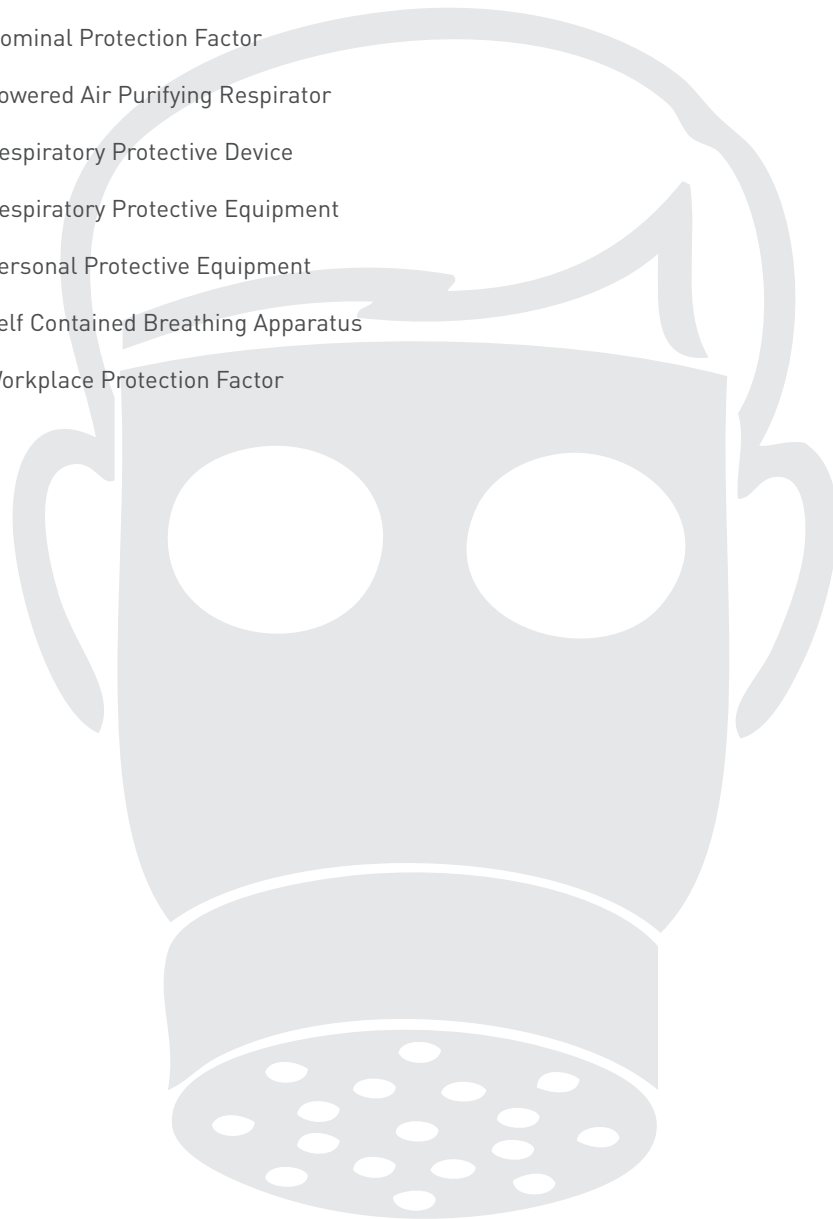 ominal Protection Factor
owered Air Purifying Respirator
espiratory Protective Device
espiratory Protective Equipment
ersonal Protective Equipment
elf Contained Breathing Apparatus
orkplace Protection Factor